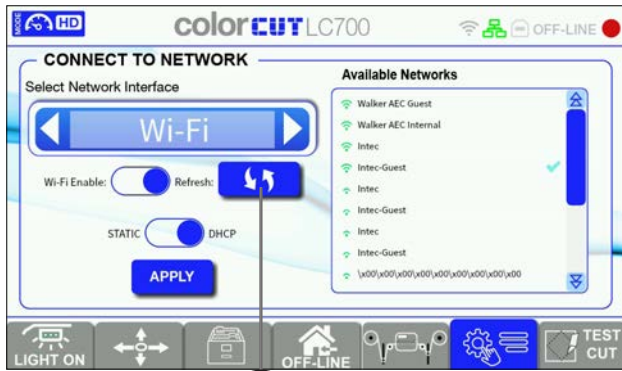 MODE
HD
colorCUT LC700
OFF-LINE
CONNECT TO NETWORK
Select Network Interface
Wi-Fi
Wi-Fi Enable:
Refresh:
STATIC
DHCP
APPLY
Available Networks
Walker AEC Guest
Walker AEC Internal
Intec
Intec-Guest
Intec
Intec-Guest
Intec
Intec-Guest
\x00\x00\x00\x00\x00\x00\x00\x00\x00
LIGHT ON
OFF-LINE
TEST
CUT